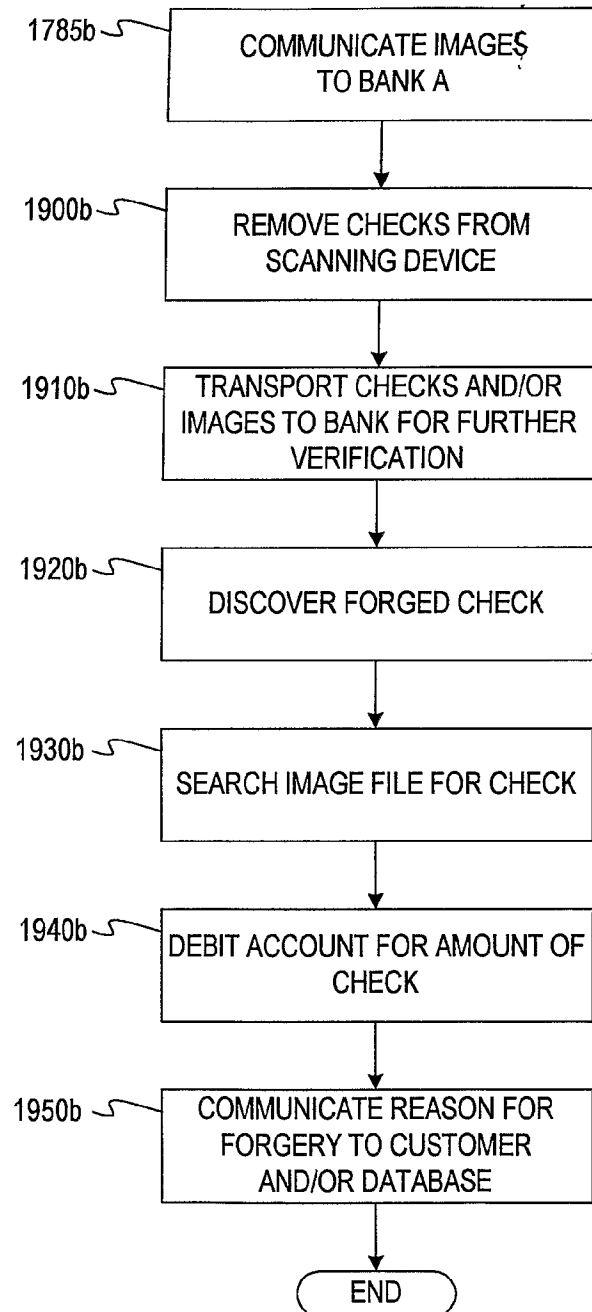 1785b
COMMUNICATE IMAGES
TO BANK A
1900b
REMOVE CHECKS FROM
SCANNING DEVICE
1910b
TRANSPORT CHECKS AND/OR
IMAGES TO BANK FOR FURTHER
VERIFICATION
1920b
DISCOVER FORGED CHECK
1930b
SEARCH IMAGE FILE FOR CHECK
1940b
DEBIT ACCOUNT FOR AMOUNT OF
CHECK
1950b
COMMUNICATE REASON FOR
FORGERY TO CUSTOMER
AND/OR DATABASE
END